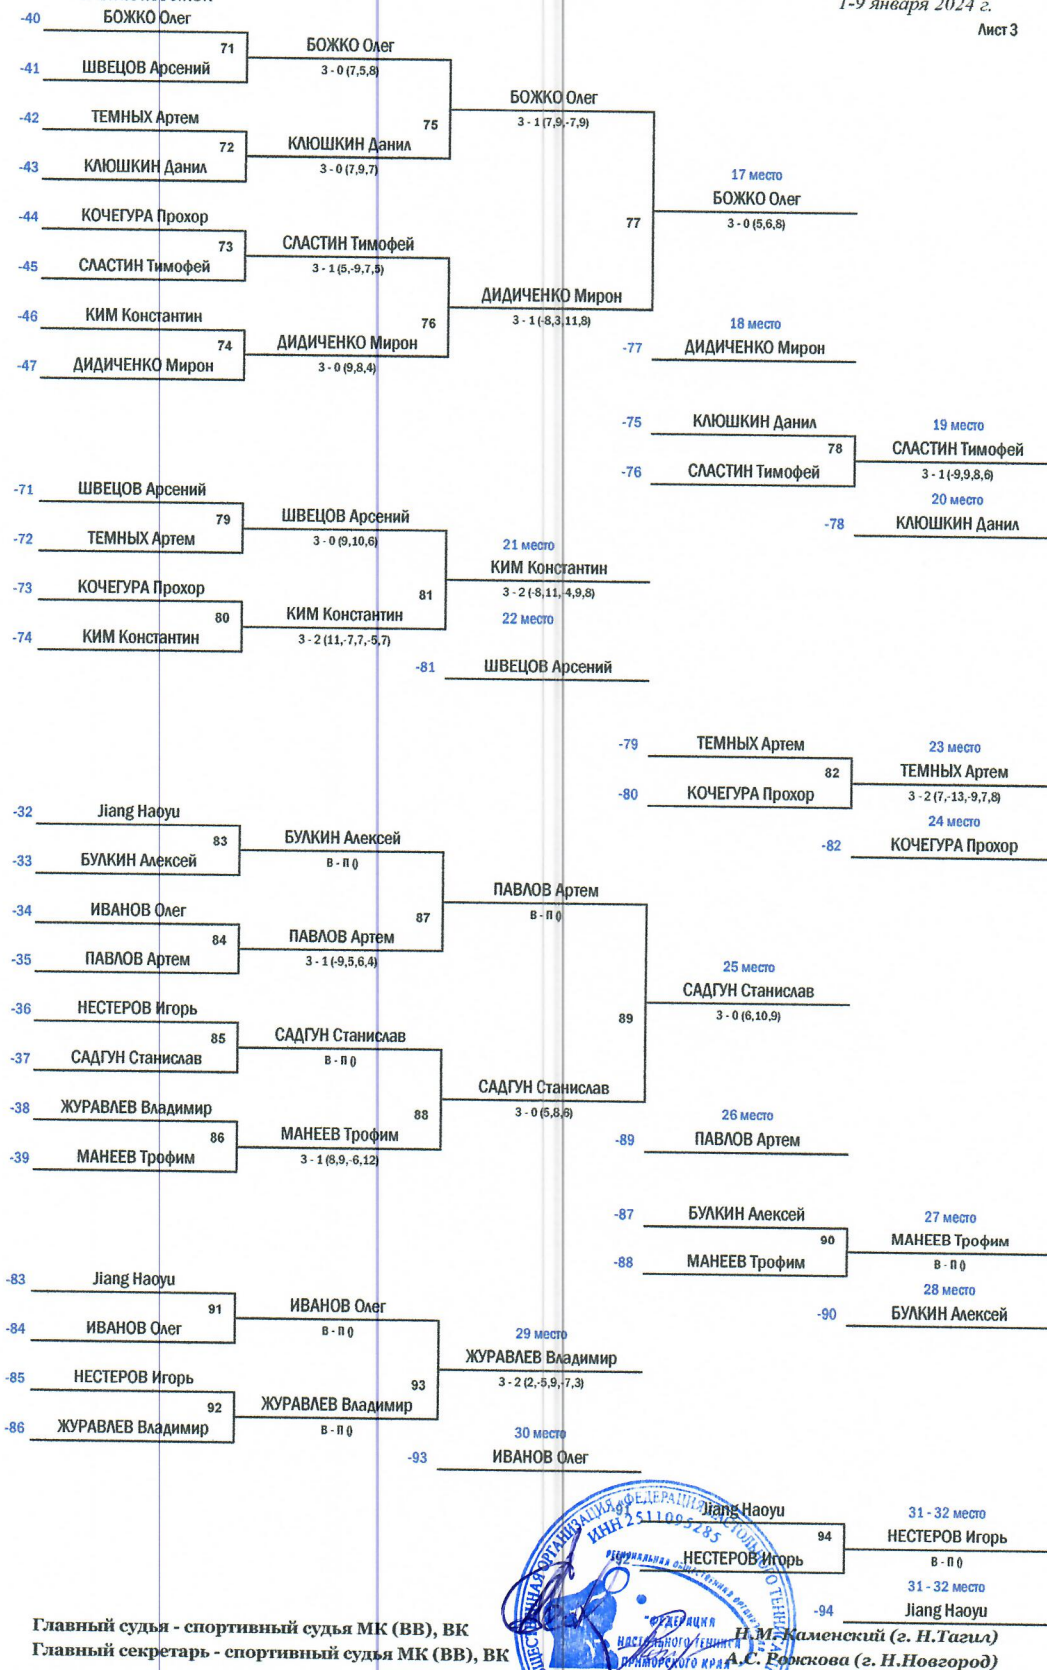 1-9 января 2024 г.
Лист 3
-40 БОЖКО Олег
71
-41 ШВЕЦОВ Арсений
БОЖКО Олег
3 - 0 (7,5,8)
-42 ТЕМНЫХ Артем
72
-43 КЛЮШКИН Данил
КЛЮШКИН Данил
3 - 0 (7,9,7)
75
БОЖКО Олег
3 - 1 (7,9,-7,9)
-44 КОЧЕГУРА Прохор
73
-45 СЛАСТИН Тимофей
СЛАСТИН Тимофей
3 - 1 (5,-9,7,5)
-46 КИМ Константин
74
-47 ДИДИЧЕНКО Мирон
ДИДИЧЕНКО Мирон
3 - 0 (9,8,4)
76
ДИДИЧЕНКО Мирон
3 - 1 (-8,3,11,8)
77
17 место
БОЖКО Олег
3 - 0 (5,6,8)
18 место
-77 ДИДИЧЕНКО Мирон
-75 КЛЮШКИН Данил
78
-76 СЛАСТИН Тимофей
19 место
СЛАСТИН Тимофей
3 - 1 (-9,9,8,6)
20 место
-78 КЛЮШКИН Данил
-71 ШВЕЦОВ Арсений
79
-72 ТЕМНЫХ Артем
ШВЕЦОВ Арсений
3 - 0 (9,10,6)
-73 КОЧЕГУРА Прохор
80
-74 КИМ Константин
КИМ Константин
3 - 2 (11,-7,7,-5,7)
81
21 место
КИМ Константин
3 - 2 (-8,11,-4,9,8)
22 место
-81 ШВЕЦОВ Арсений
-79 ТЕМНЫХ Артем
82
-80 КОЧЕГУРА Прохор
23 место
ТЕМНЫХ Артем
3 - 2 (7,-13,-9,7,8)
24 место
-82 КОЧЕГУРА Прохор
-32 Jiang Haoyu
83
-33 БУЛКИН Алексей
БУЛКИН Алексей
В - П ()
-34 ИВАНОВ Олег
84
-35 ПАВЛОВ Артем
ПАВЛОВ Артем
3 - 1 (-9,5,6,4)
87
ПАВЛОВ Артем
В - П ()
-36 НЕСТЕРОВ Игорь
85
-37 САДГУН Станислав
САДГУН Станислав
В - П ()
-38 ЖУРАВЛЕВ Владимир
86
-39 МАНЕЕВ Трофим
МАНЕЕВ Трофим
3 - 1 (8,9,-6,12)
88
САДГУН Станислав
3 - 0 (5,8,6)
89
25 место
САДГУН Станислав
3 - 0 (6,10,9)
26 место
-89 ПАВЛОВ Артем
-87 БУЛКИН Алексей
90
-88 МАНЕЕВ Трофим
27 место
МАНЕЕВ Трофим
В - П ()
28 место
-90 БУЛКИН Алексей
-83 Jiang Haoyu
91
-84 ИВАНОВ Олег
ИВАНОВ Олег
В - П ()
-85 НЕСТЕРОВ Игорь
92
-86 ЖУРАВЛЕВ Владимир
ЖУРАВЛЕВ Владимир
В - П ()
93
29 место
ЖУРАВЛЕВ Владимир
3 - 2 (2,-5,9,-7,3)
30 место
-93 ИВАНОВ Олег
91 Jiang Haoyu
94
92 НЕСТЕРОВ Игорь
31 - 32 место
НЕСТЕРОВ Игорь
В - П ()
31 - 32 место
-94 Jiang Haoyu
ИНН 2511095285
"ФЕДЕРАЦИЯ
НАСТОЛЬНОГО ТЕННИСА
ПРИМОРСКОГО КРАЯ
Главный судья - спортивный судья МК (ВВ), ВК
Н.М. Каменский (г. Н.Тагил)
Главный секретарь - спортивный судья МК (ВВ), ВК
А.С. Рожкова (г. Н.Новгород)